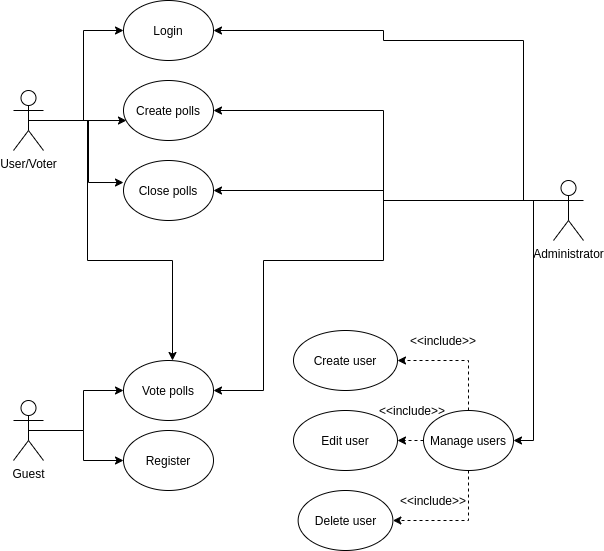 Login
Create polls
User/Voter
Close polls
Administrator
<<include>>
Create user
Vote polls
<<include>>
Edit user
Manage users
Register
Guest
<<include>>
Delete user